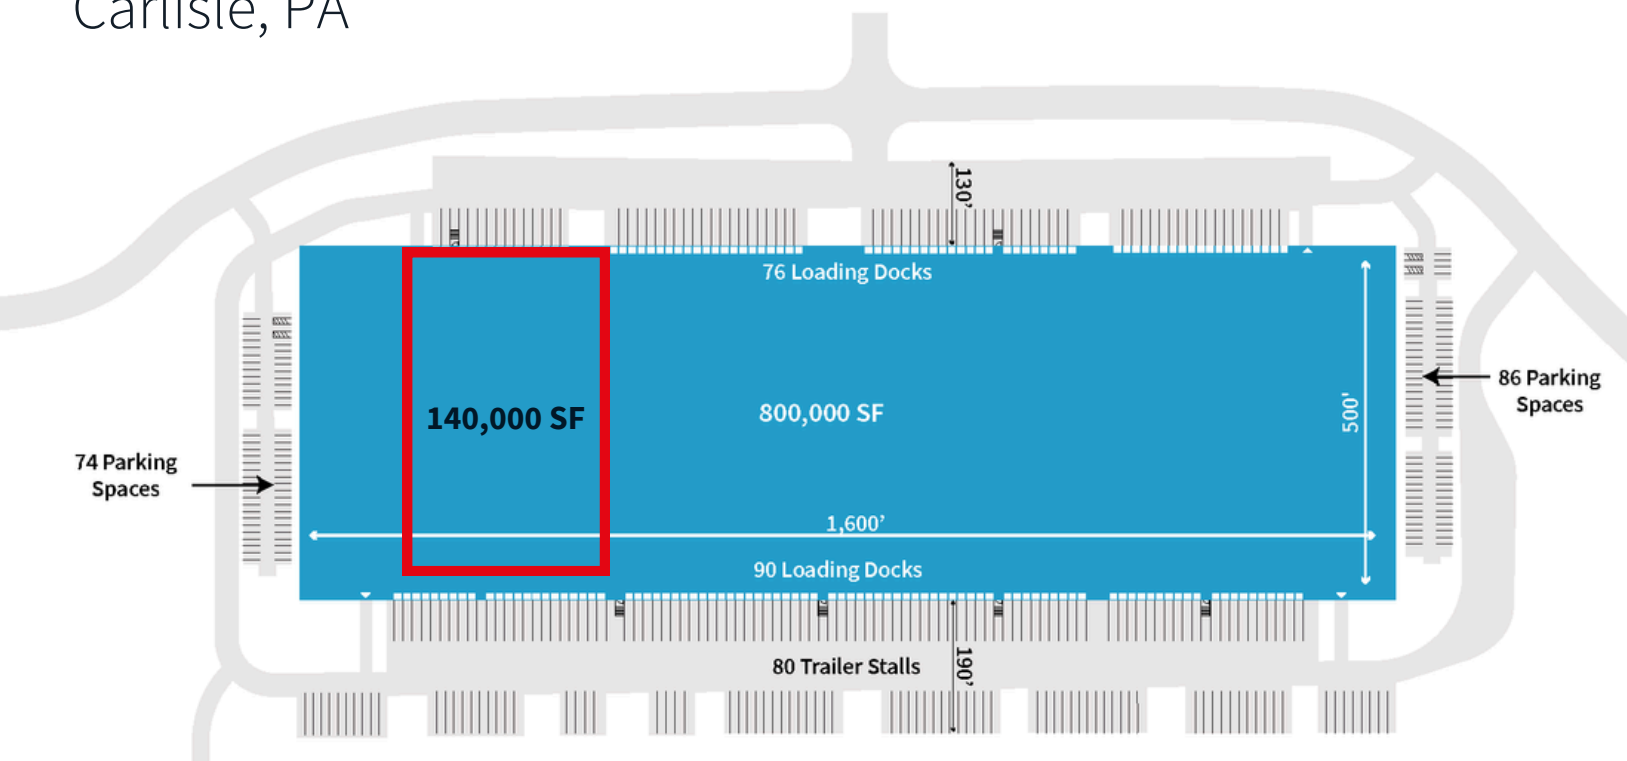 Carlisle, PA
130'
76 Loading Docks
86 Parking
Spaces
140,000 SF
800,000 SF
500'
74 Parking
Spaces
1,600'
90 Loading Docks
80 Trailer Stalls
190'